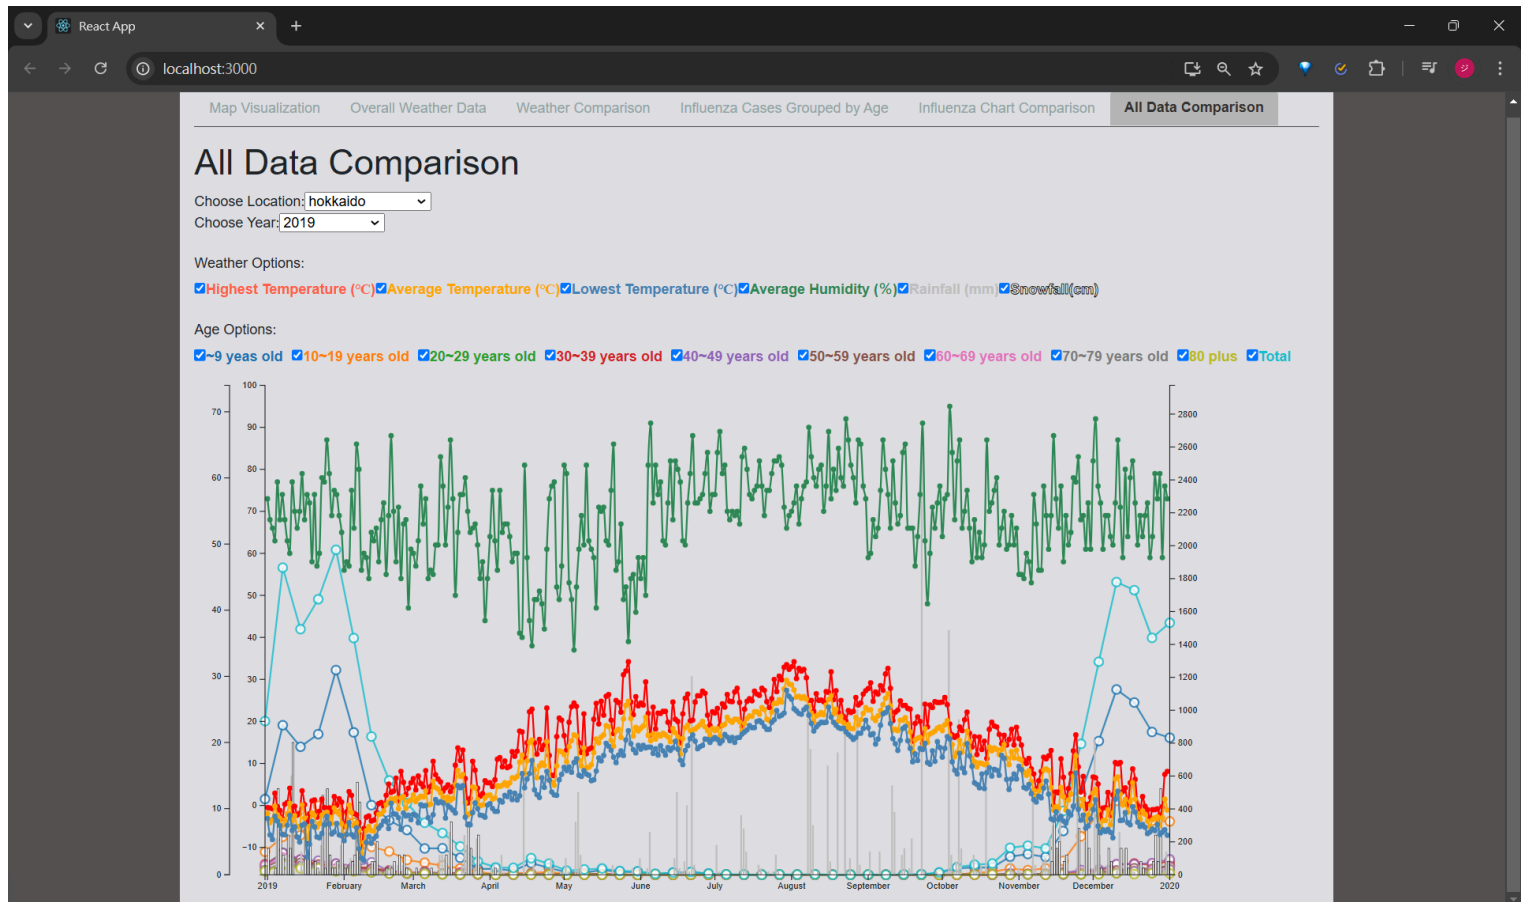 React App
localhost:3000
Map Visualization Overall Weather Data Weather Comparison Influenza Cases Grouped by Age Influenza Chart Comparison All Data Comparison
All Data Comparison
Choose Location: hokkaido
Choose Year: 2019
Weather Options:
Highest Temperature (℃) Average Temperature (℃) Lowest Temperature (℃) Average Humidity (%) Rainfall (mm) Snowfall(cm)
Age Options:
~9 yeas old 10~19 years old 20~29 years old 30~39 years old 40~49 years old 50~59 years old 60~69 years old 70~79 years old 80 plus Total
100
70 2800
90
2600
80
60 2400
70
2200
50 60 2000
1800
50
40 1600
40
1400
30 30 1200
1000
20
20 800
10
600
10 0 400
200
−10
0 0
2019 February March April May June July August September October November December 2020